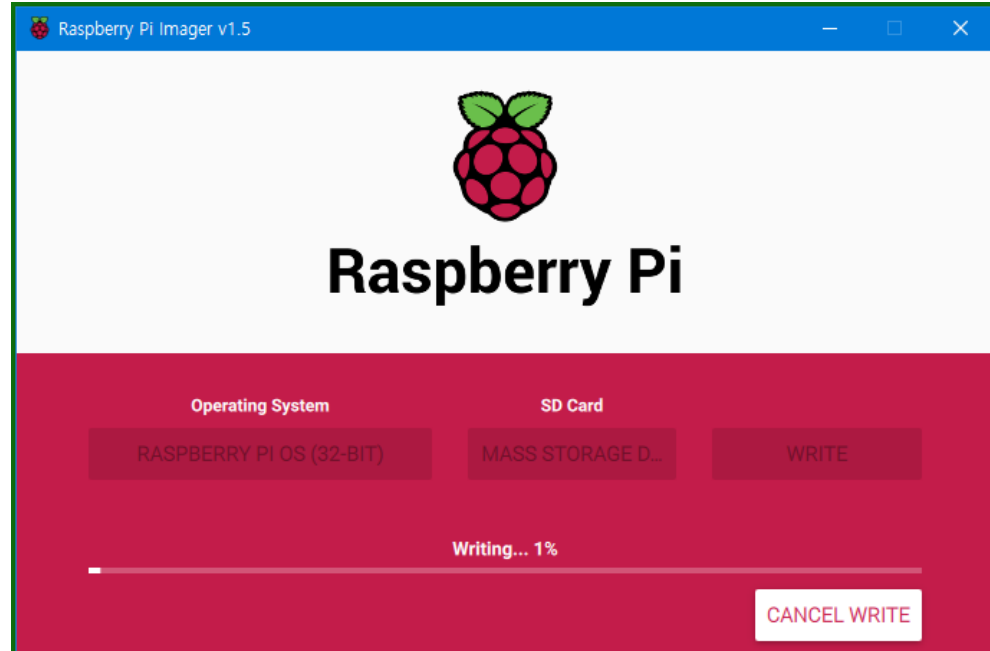 Raspberry Pi Imager v1.5
Raspberry Pi
Operating System
SD Card
RASPBERRY PI OS (32-BIT)
MASS STORAGE D...
WRITE
Writing... 1%
CANCEL WRITE